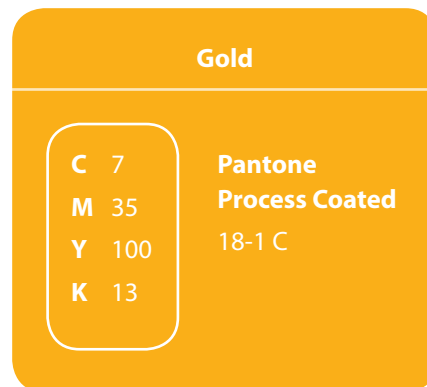 Gold
C 7
M 35
Y 100
K 13
Pantone
Process Coated
18-1 C